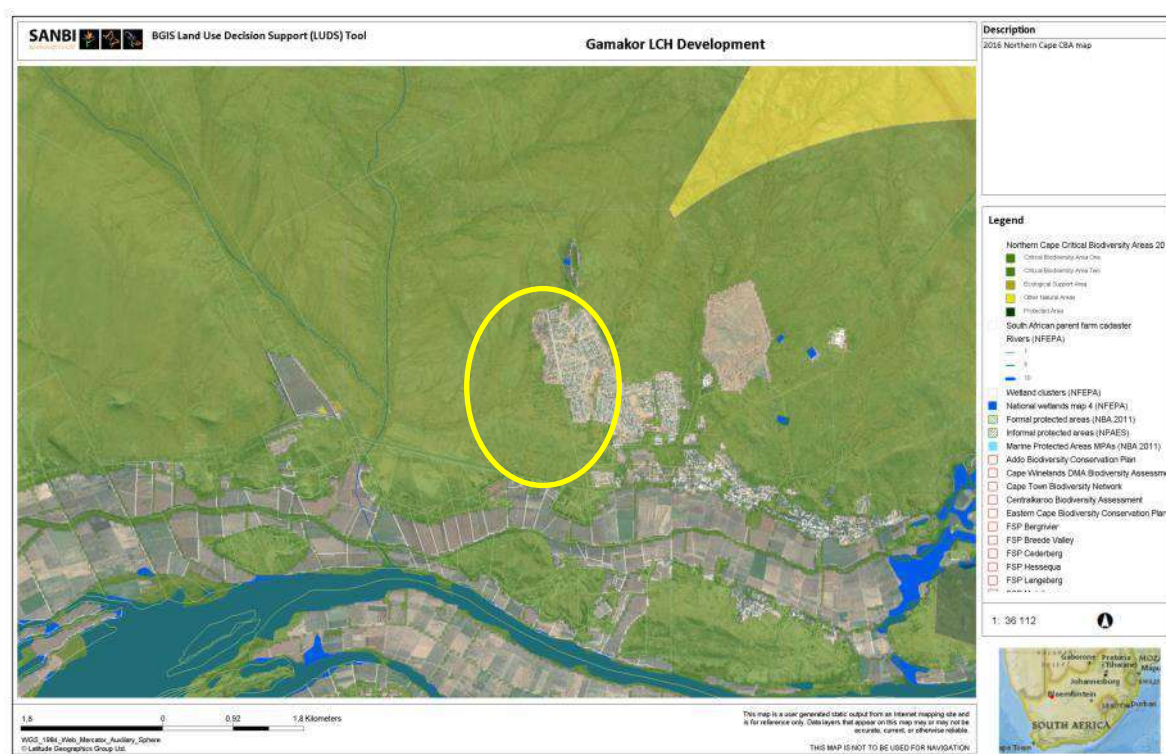 SANBI
BGIS Land Use Decision Support (LUDS) Tool
Gamakor LCH Development
Description
2016 Northern Cape CBA map
Legend
Northern Cape Critical Biodiversity Areas 20
Critical Biodiversity Area One
Critical Biodiversity Area Two
Ecological Support Area
Other Natural Areas
Protected Area
South African parent farm cadaster
Rivers (NFEPA)
Wetland clusters (NFEPA)
National wetlands map 4 (NFEPA)
Formal protected areas (NBA 2011)
Informal protected areas (NPAES)
Marine Protected Areas MPAs (NBA 2011)
Addo Biodiversity Conservation Plan
Cape Winelands DMA Biodiversity Assessme
Cape Town Biodiversity Network
Centralkaroo Biodiversity Assessment
Eastern Cape Biodiversity Conservation Plan
FSP Bergrivier
FSP Breede Valley
FSP Cederberg
FSP Hessequa
FSP Langeberg
1: 36 112
1,8 0 0,92 1,8 Kilometers
WGS_1984_Web_Mercator_Auxiliary_Sphere
© Latitude Geographics Group Ltd.
This map is a user generated static output from an Internet mapping site and
is for reference only. Data layers that appear on this map may or may not be
accurate, current, or otherwise reliable.
THIS MAP IS NOT TO BE USED FOR NAVIGATION
Gaborone Pretoria MOZA
(Tshwane) Map
Johannesburg
Bloemfontein
Durban
SOUTH AFRICA
ape Town